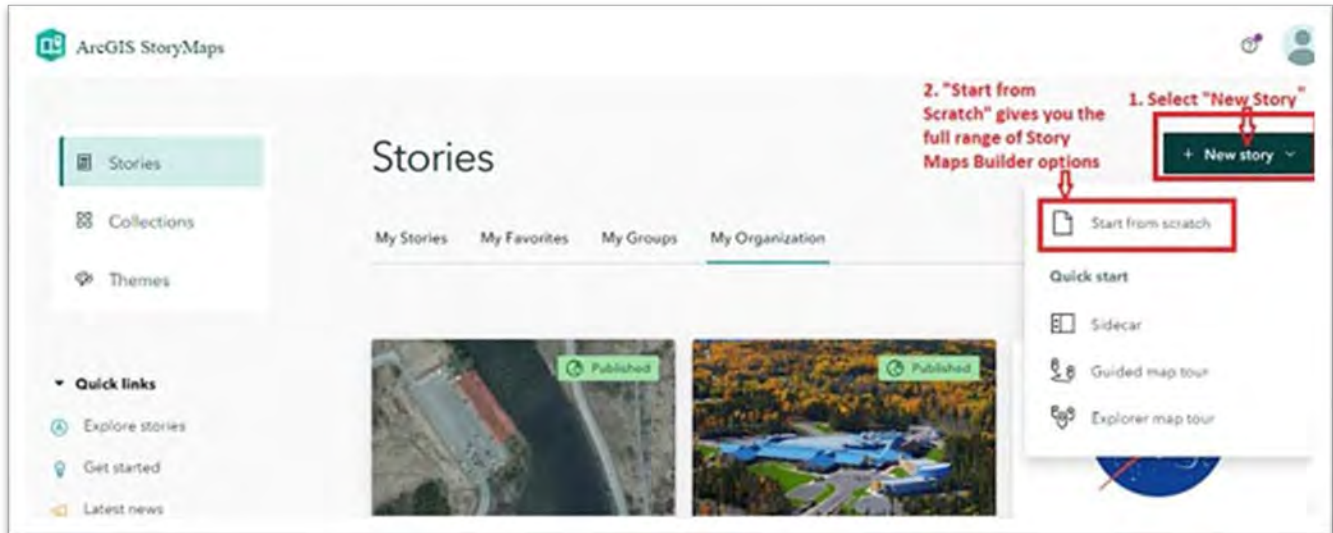 ArcGIS StoryMaps
2. "Start from
Scratch" gives you the
full range of Story
Maps Builder options
1. Select "New Story"
Stories
Collections
Themes
Stories
+ New story
My Stories My Favorites My Groups My Organization
Start from scratch
Quick start
Sidecar
Guided map tour
Explorer map tour
Published
Published
Quick links
Explore stories
Get started
Latest news